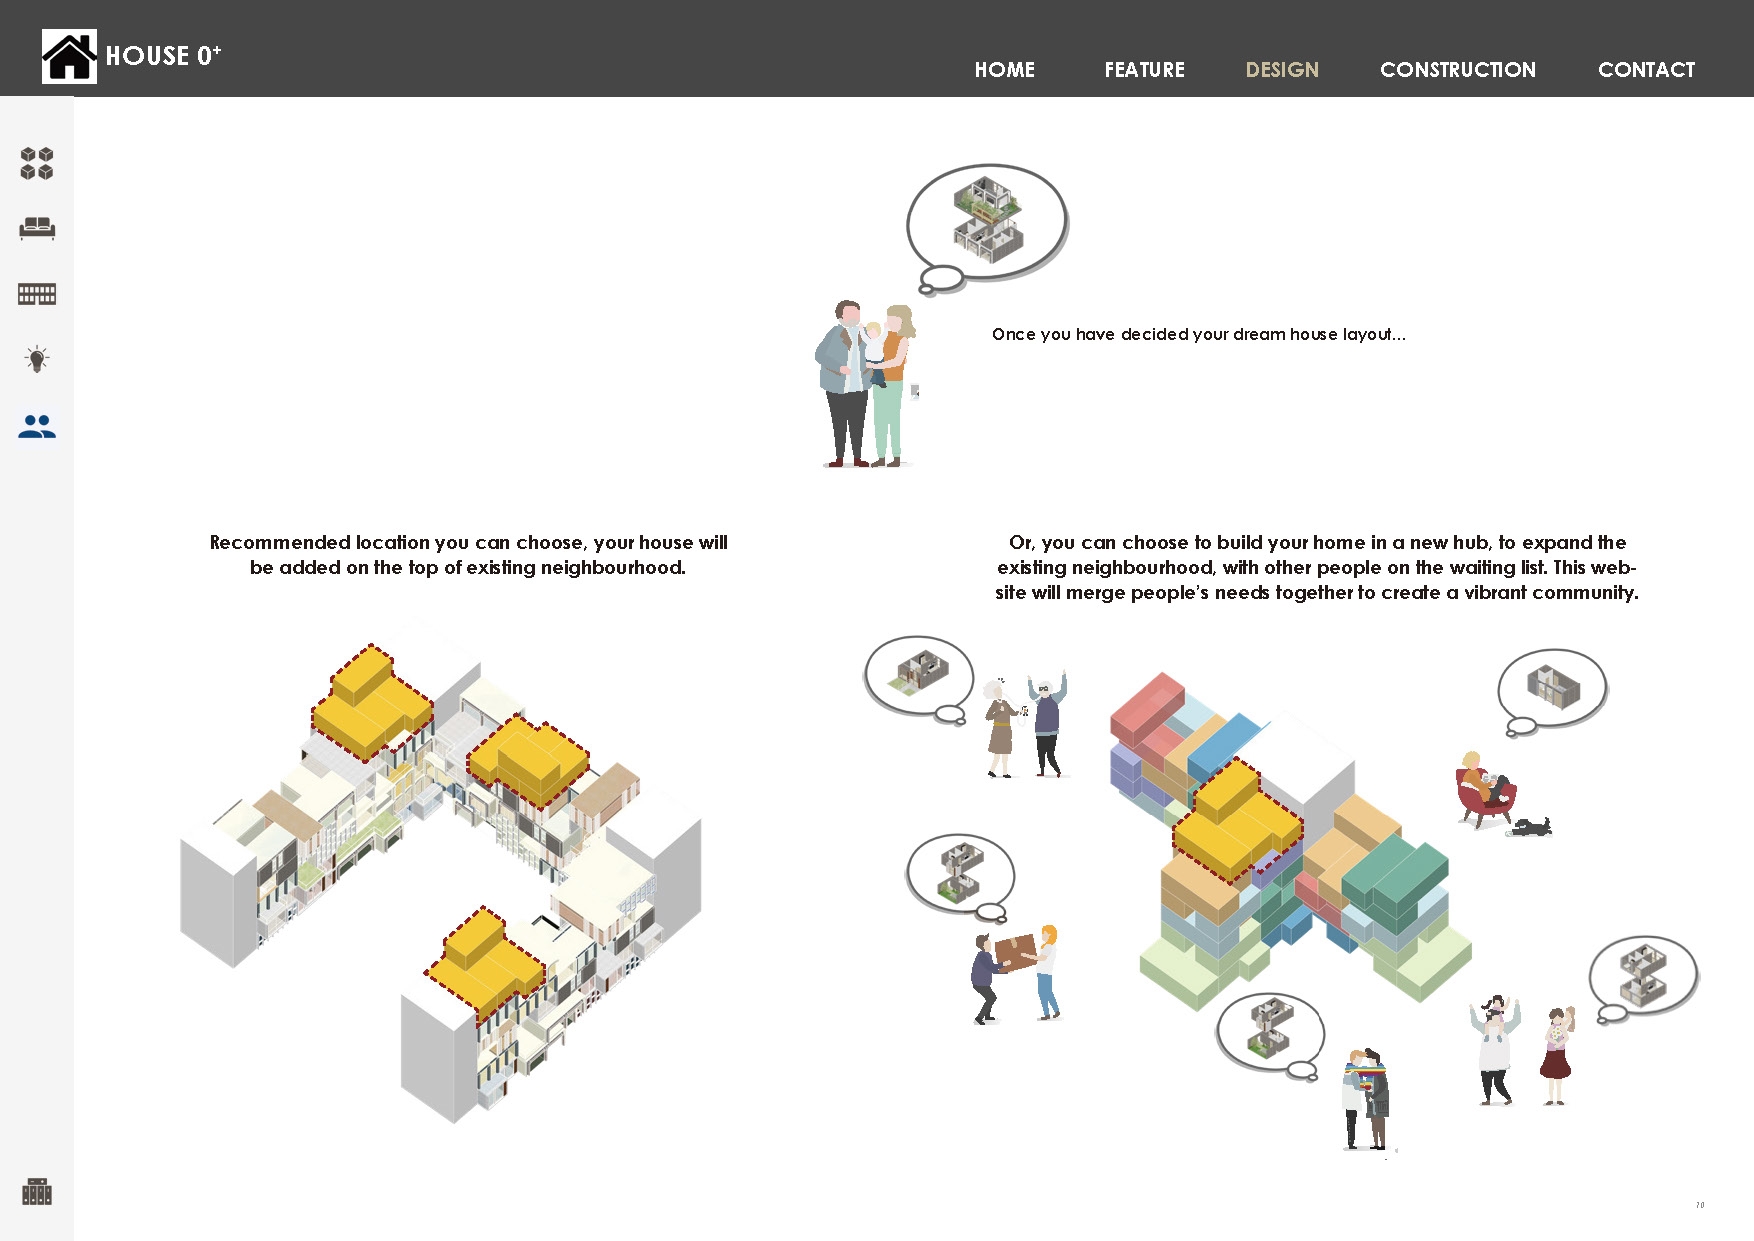 HOUSE 0+
HOME FEATURE DESIGN CONSTRUCTION CONTACT
Once you have decided your dream house layout...
Recommended location you can choose, your house will
be added on the top of existing neighbourhood.
Or, you can choose to build your home in a new hub, to expand the
existing neighbourhood, with other people on the waiting list. This web-
site will merge people's needs together to create a vibrant community.
10